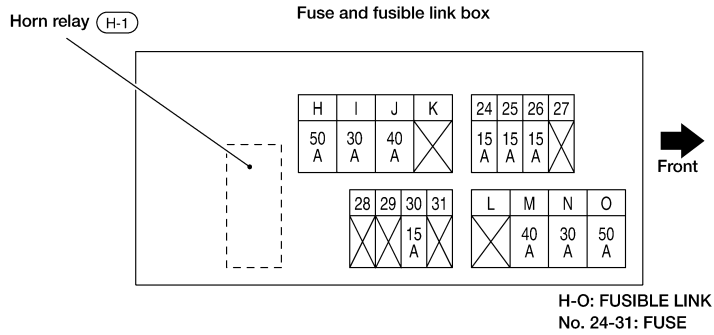 Fuse and fusible link box
Horn relay H-1
H I J K
50 A 30 A 40 A
24 25 26 27
15 A 15 A 15 A
Front
28 29 30 31
15 A
L M N O
40 A 30 A 50 A
H-O: FUSIBLE LINK
No. 24-31: FUSE